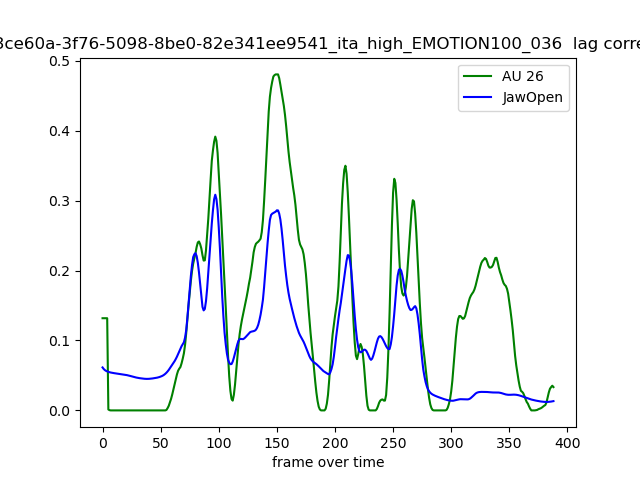 3ce60a-3f76-5098-8be0-82e341ee9541_ita_high_EMOTION100_036 lag corre
0.5
0.4
0.3
0.2
0.1
0.0
AU 26
JawOpen
0 50 100 150 200 250 300 350 400
frame over time